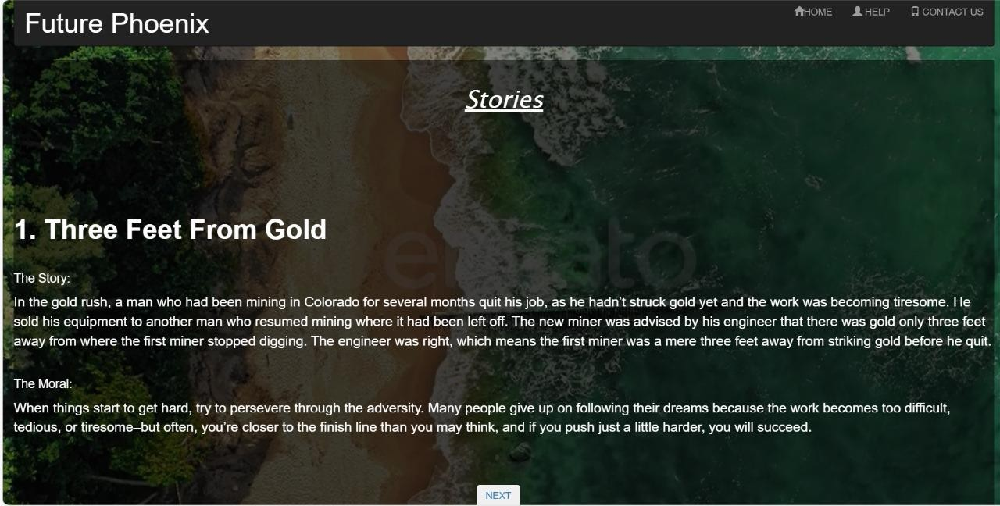 Future Phoenix
HOME HELP CONTACT US
Stories
1. Three Feet From Gold
The Story:
In the gold rush, a man who had been mining in Colorado for several months quit his job, as he hadn’t struck gold yet and the work was becoming tiresome. He
sold his equipment to another man who resumed mining where it had been left off. The new miner was advised by his engineer that there was gold only three feet
away from where the first miner stopped digging. The engineer was right, which means the first miner was a mere three feet away from striking gold before he quit.
The Moral:
When things start to get hard, try to persevere through the adversity. Many people give up on following their dreams because the work becomes too difficult,
tedious, or tiresome—but often, you’re closer to the finish line than you may think, and if you push just a little harder, you will succeed.
NEXT